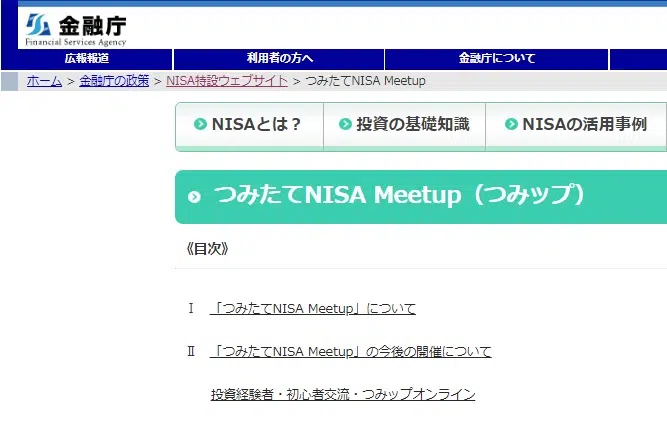 金融庁
Financial Services Agency
広報報道 利用者の方へ 金融庁について
ホーム > 金融庁の政策 > NISA特設ウェブサイト > つみたてNISA Meetup
NISAとは？ 投資の基礎知識 NISAの活用事例
つみたてNISA Meetup（つみップ）
《目次》
Ⅰ 「つみたてNISA Meetup」について
Ⅱ 「つみたてNISA Meetup」の今後の開催について
投資経験者・初心者交流・つみップオンライン